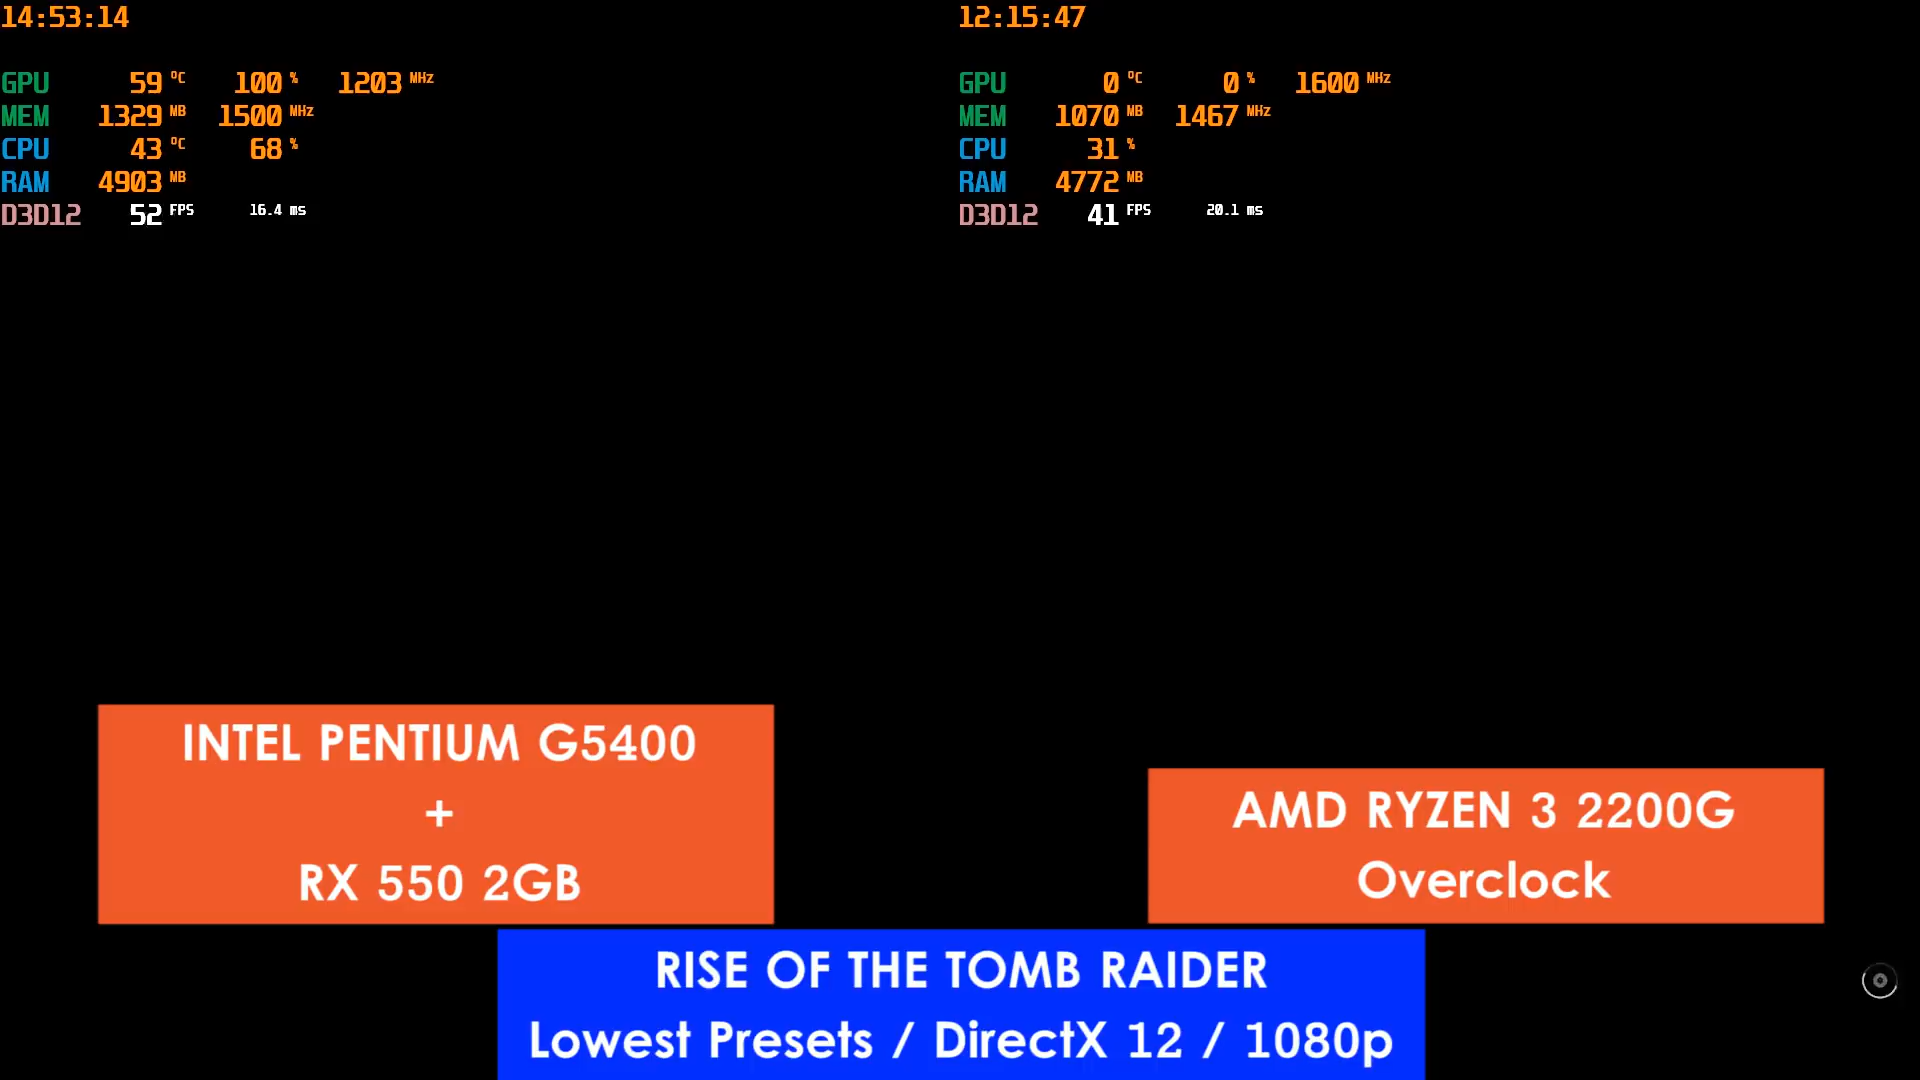 14:53:14
GPU 59 °C 100 % 1203 MHz
MEM 1329 MB 1500 MHz
CPU 43 °C 68 %
RAM 4903 MB
D3D12 52 FPS 16.4 ms
12:15:47
GPU 0 °C 0 % 1600 MHz
MEM 1070 MB 1467 MHz
CPU 31 %
RAM 4772 MB
D3D12 41 FPS 20.1 ms
INTEL PENTIUM G5400
+
RX 550 2GB
AMD RYZEN 3 2200G
Overclock
RISE OF THE TOMB RAIDER
Lowest Presets / DirectX 12 / 1080p